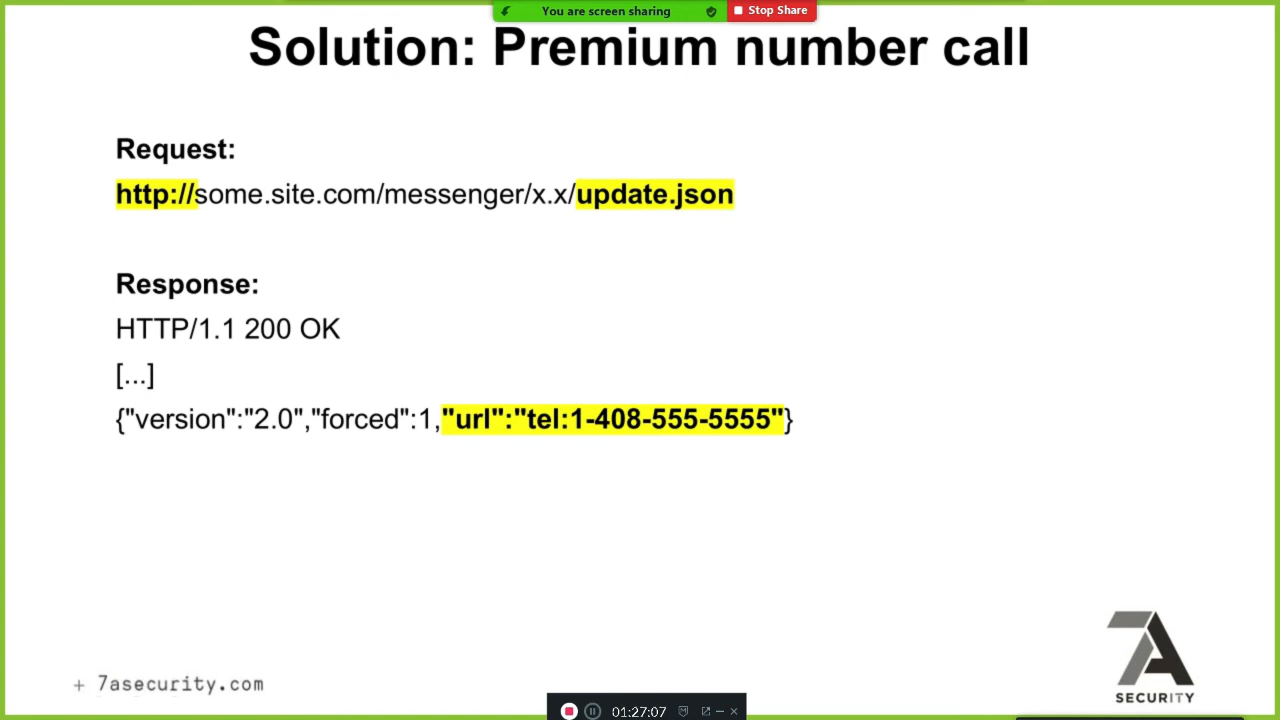 You are screen sharing
Stop Share
Solution: Premium number call
Request:
http://some.site.com/messenger/x.x/update.json
Response:
HTTP/1.1 200 OK
[...]
{"version":"2.0","forced":1,"url":"tel:1-408-555-5555"}
+ 7asecurity.com
7A
SECURITY
01:27:07